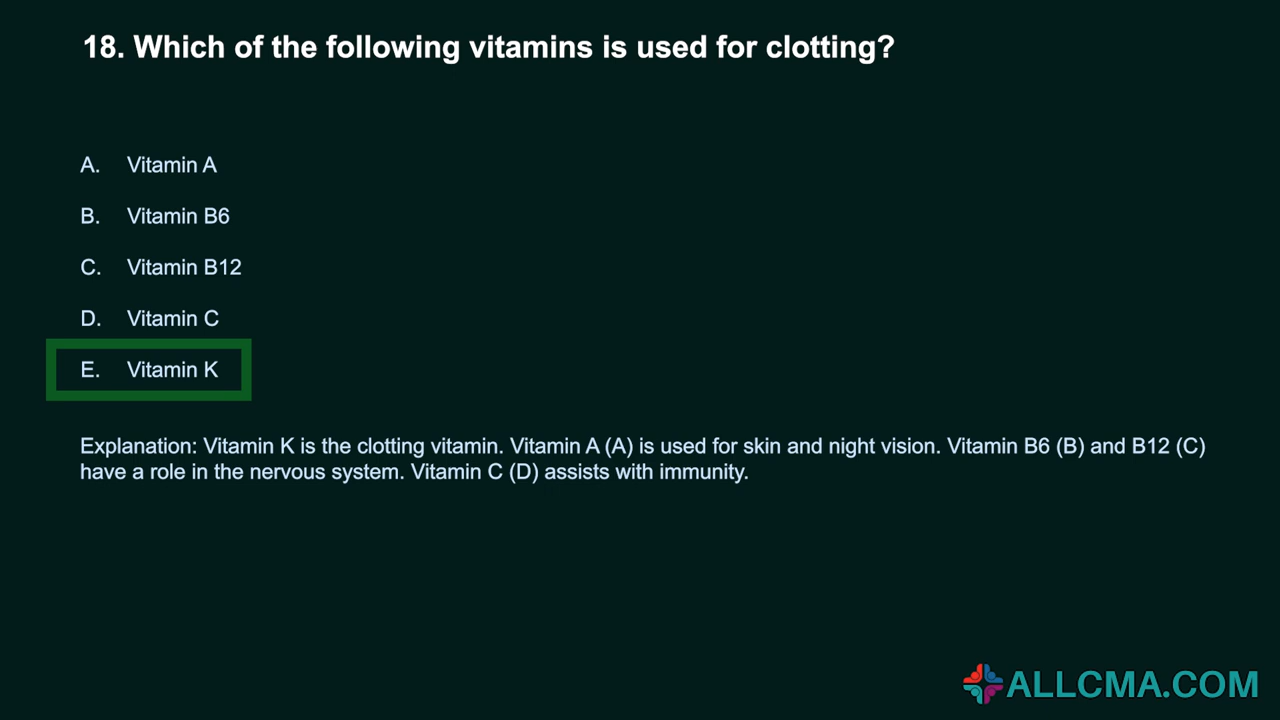 18. Which of the following vitamins is used for clotting?
A. Vitamin A
B. Vitamin B6
C. Vitamin B12
D. Vitamin C
E. Vitamin K
Explanation: Vitamin K is the clotting vitamin. Vitamin A (A) is used for skin and night vision. Vitamin B6 (B) and B12 (C)
have a role in the nervous system. Vitamin C (D) assists with immunity.
ALLCMA.COM